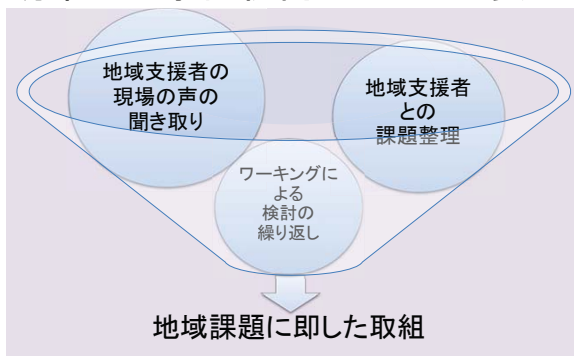 地域支援者の
現場の声の
聞き取り
地域支援者
との
課題整理
ワーキングに
よる
検討の
繰り返し
地域課題に即した取組